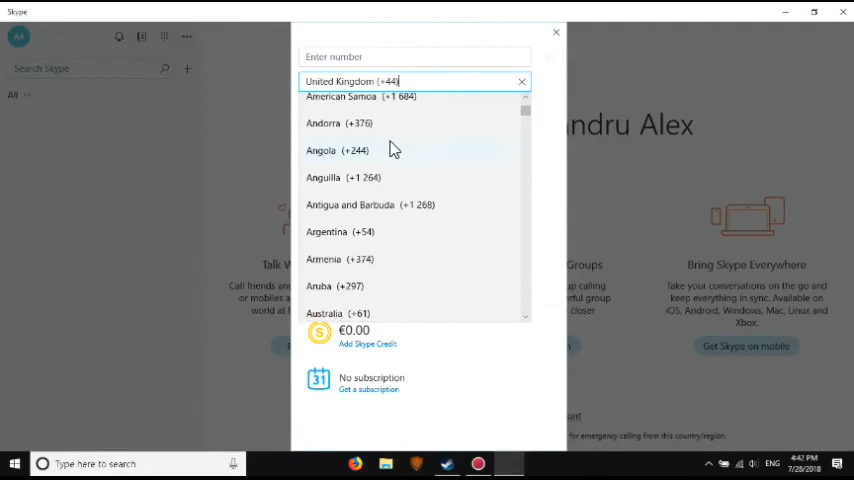 Skype
AA
Search Skype
All
Enter number
United Kingdom (+44)
American Samoa (+1 684)
Andorra (+376)
Angola (+244)
Anguilla (+1 264)
Antigua and Barbuda (+1 268)
Argentina (+54)
Armenia (+374)
Aruba (+297)
Australia (+61)
€0.00
Add Skype Credit
31
No subscription
Get a subscription
ndru Alex
Talk W
Call friends and
or mobiles a
world at l
Groups
up calling
erful group
closer
Bring Skype Everywhere
Take your conversations on the go and
keep everything in sync. Available on
iOS, Android, Windows, Mac, Linux and
Xbox.
Get Skype on mobile
unt
for emergency calling from this country/region.
Type here to search
ENG
4:42 PM
7/28/2018